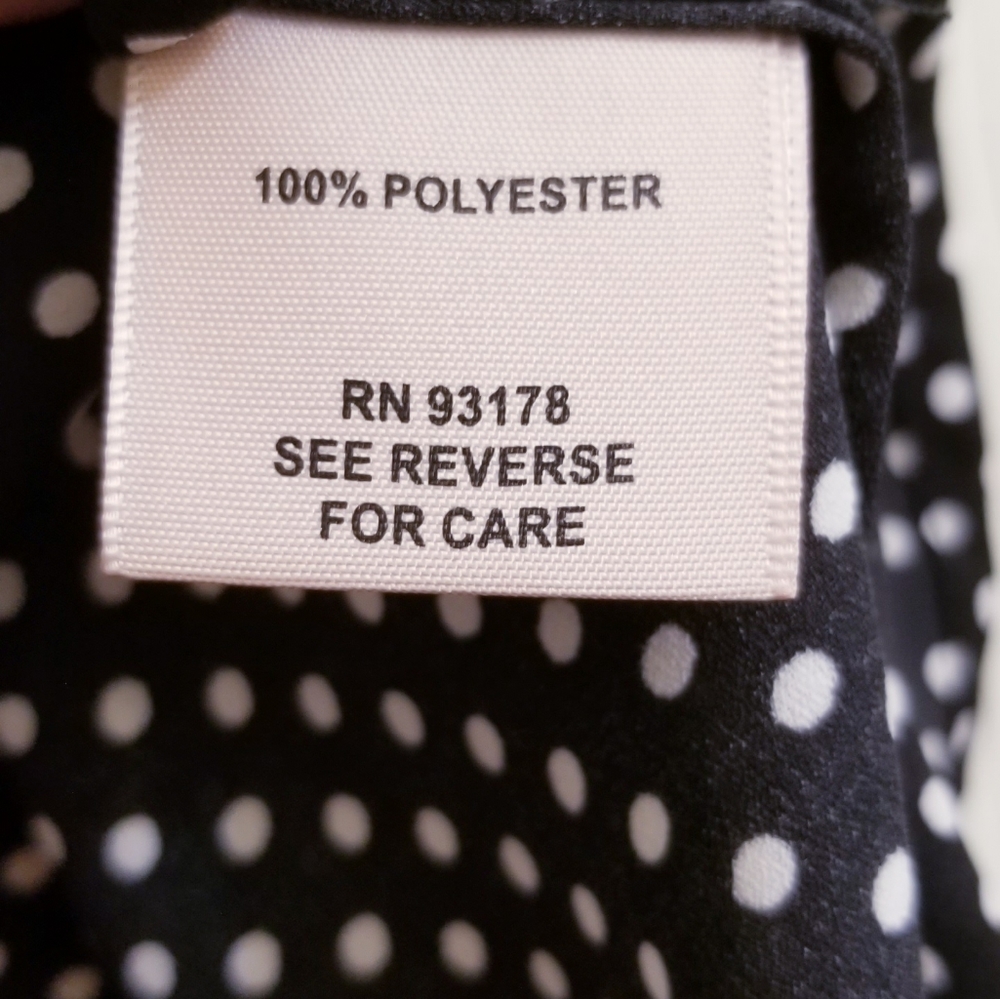 100% POLYESTER
RN 93178
SEE REVERSE
FOR CARE